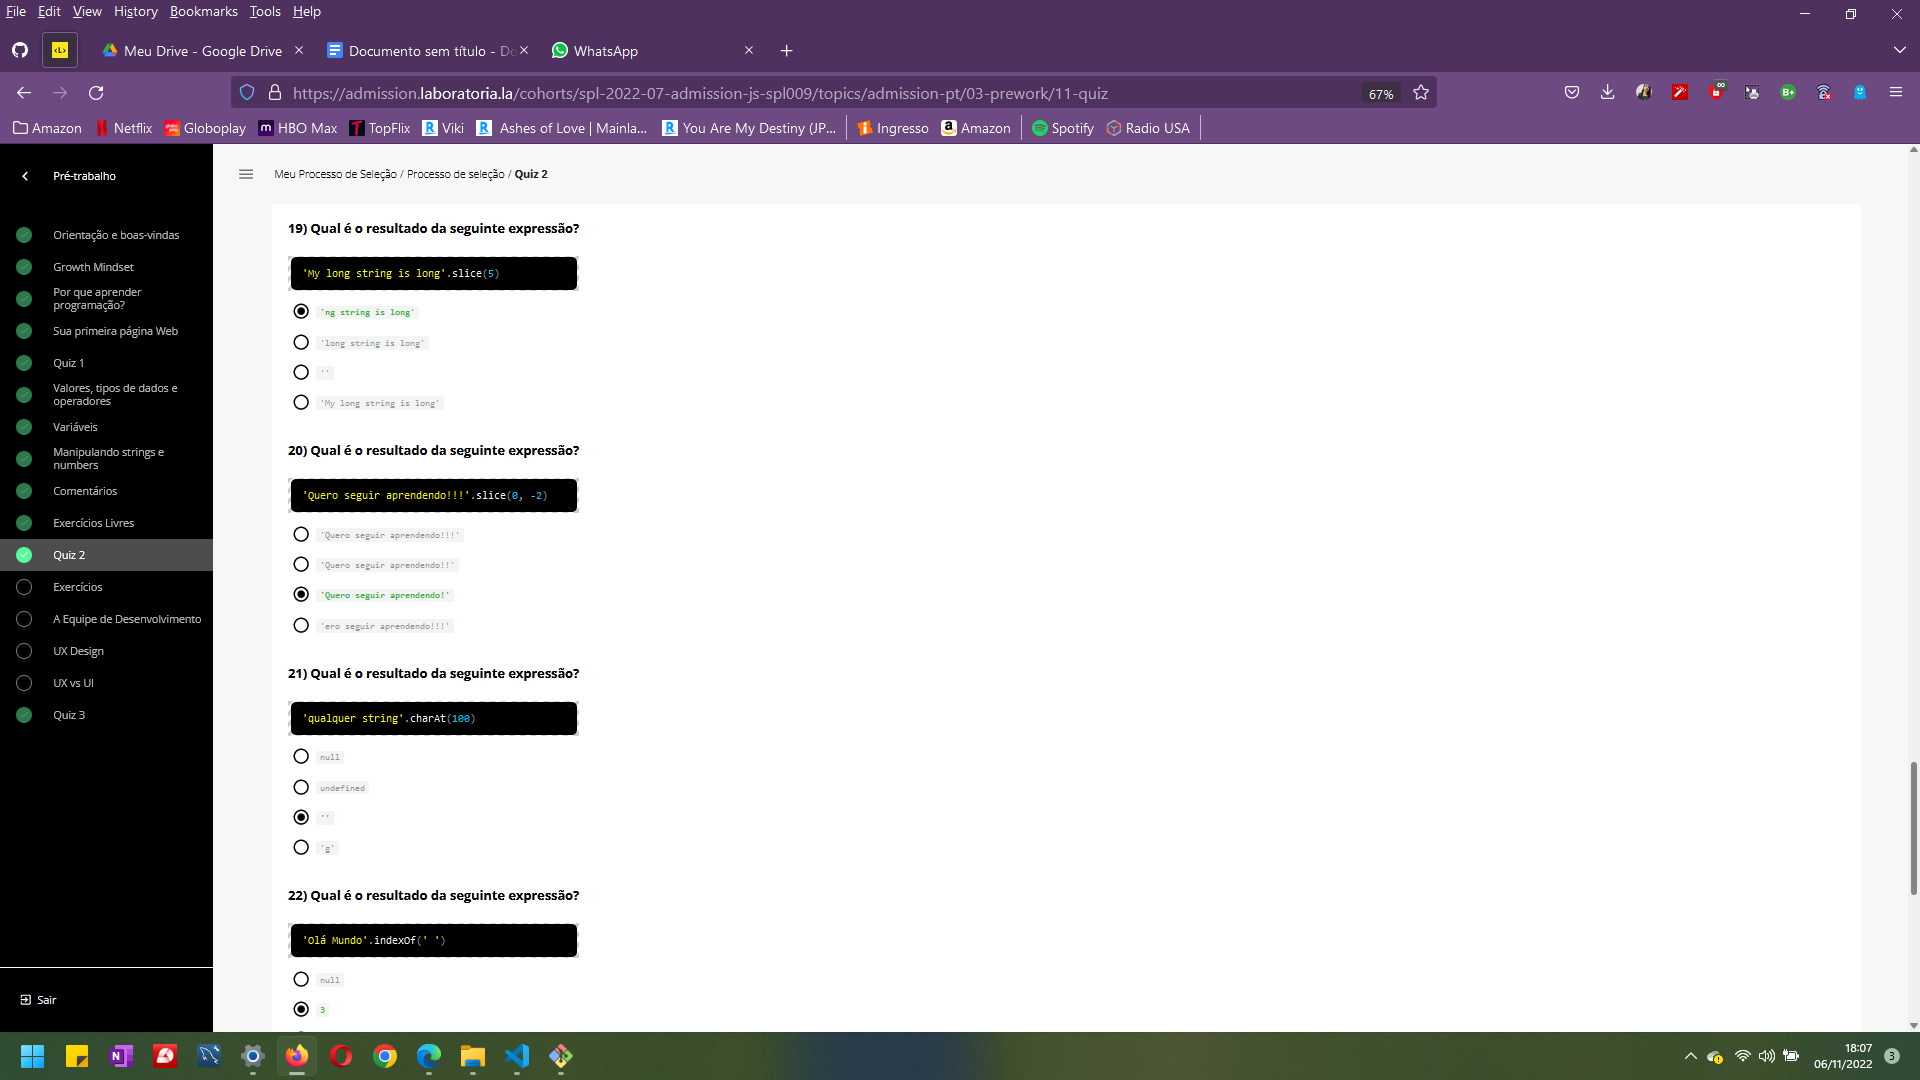 File Edit View History Bookmarks Tools Help
Meu Drive - Google Drive
Documento sem título - Do
WhatsApp
https://admission.laboratoria.la/cohorts/spl-2022-07-admission-js-spl009/topics/admission-pt/03-prework/11-quiz
67%
Amazon Netflix Globoplay HBO Max TopFlix Viki Ashes of Love | Mainla... You Are My Destiny (JP... Ingresso Amazon Spotify Radio USA
Pré-trabalho
Orientação e boas-vindas
Growth Mindset
Por que aprender
programação?
Sua primeira página Web
Quiz 1
Valores, tipos de dados e
operadores
Variáveis
Manipulando strings e
numbers
Comentários
Exercícios Livres
Quiz 2
Exercícios
A Equipe de Desenvolvimento
UX Design
UX vs UI
Quiz 3
Sair
Meu Processo de Seleção / Processo de seleção / Quiz 2
19) Qual é o resultado da seguinte expressão?
'My long string is long'.slice(5)
'ng string is long'
'long string is long'
''
'My long string is long'
20) Qual é o resultado da seguinte expressão?
'Quero seguir aprendendo!!!'.slice(0, -2)
'Quero seguir aprendendo!!!'
'Quero seguir aprendendo!!'
'Quero seguir aprendendo!'
'ero seguir aprendendo!!!'
21) Qual é o resultado da seguinte expressão?
'qualquer string'.charAt(100)
null
undefined
''
'g'
22) Qual é o resultado da seguinte expressão?
'Olá Mundo'.indexOf(' ')
null
3
18:07
06/11/2022
3